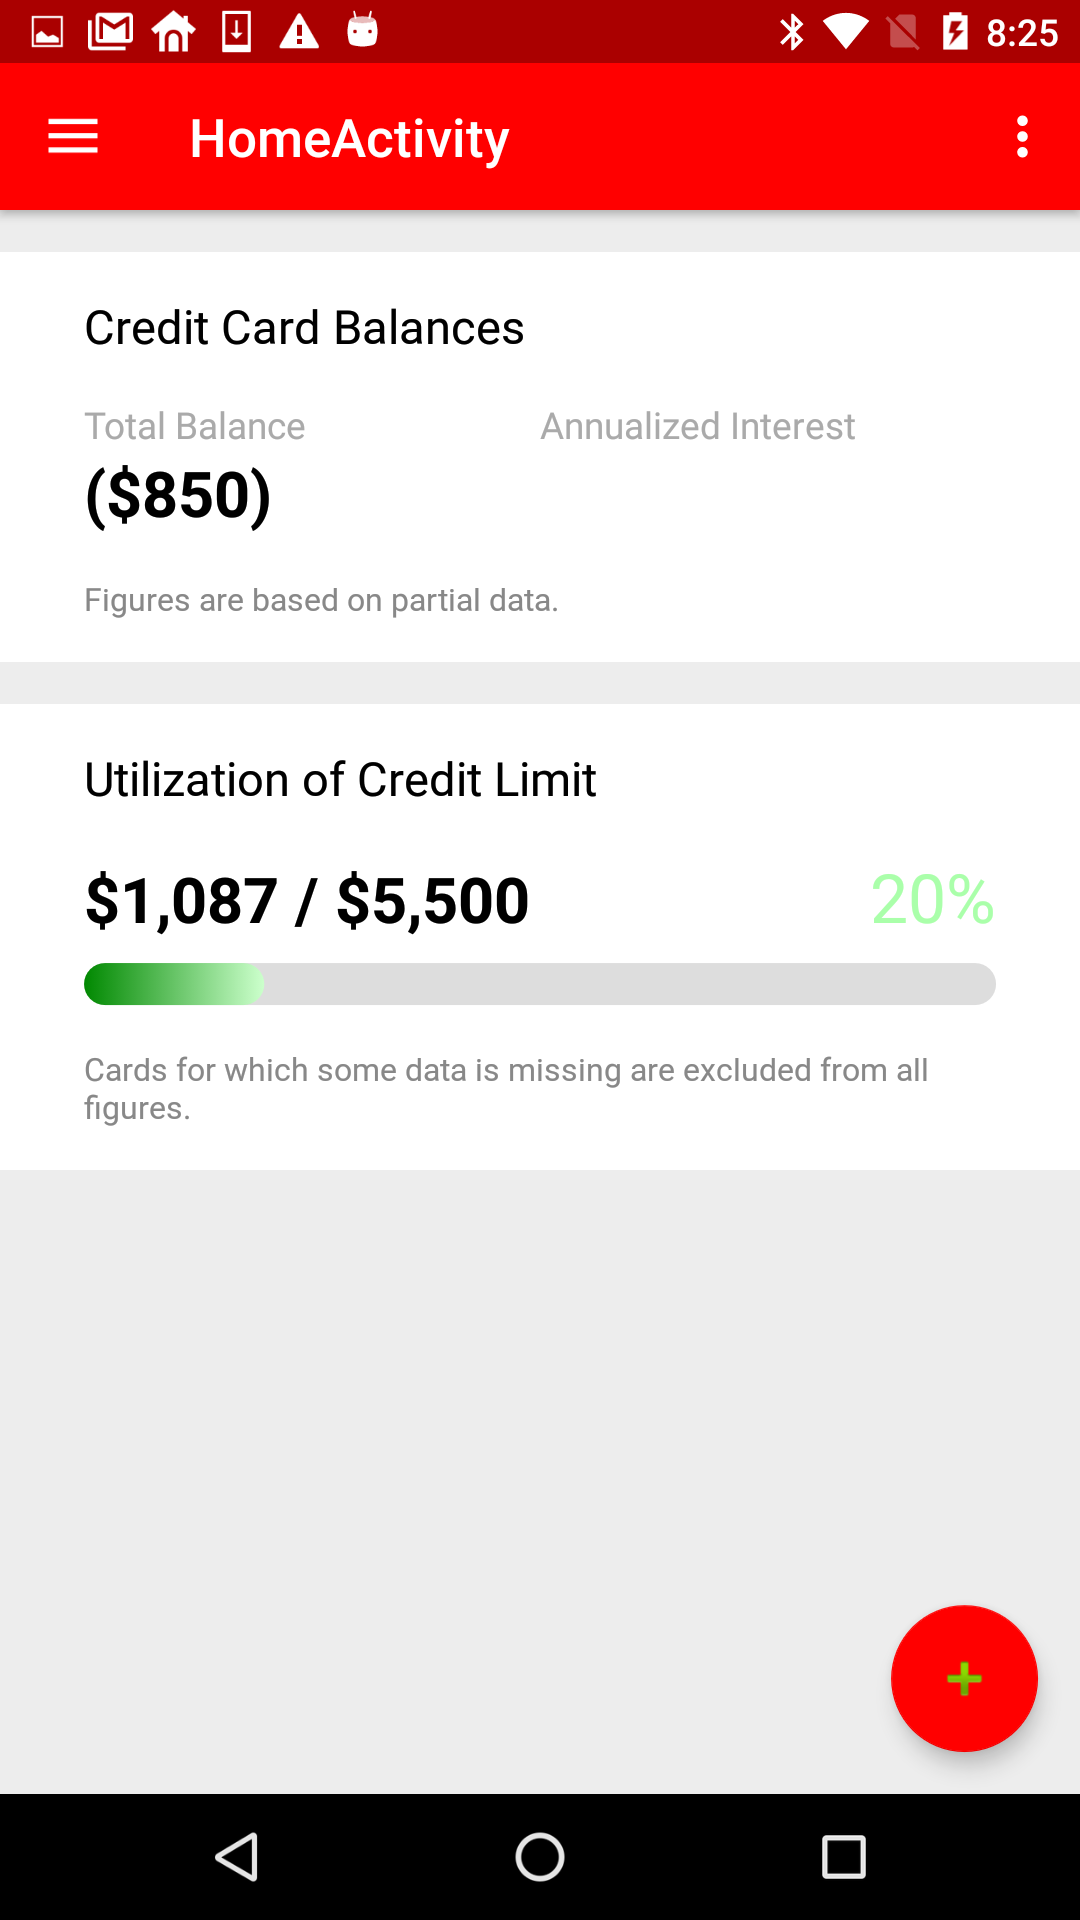 8:25
HomeActivity
Credit Card Balances
Total Balance Annualized Interest
($850)
Figures are based on partial data.
Utilization of Credit Limit
$1,087 / $5,500 20%
Cards for which some data is missing are excluded from all
figures.